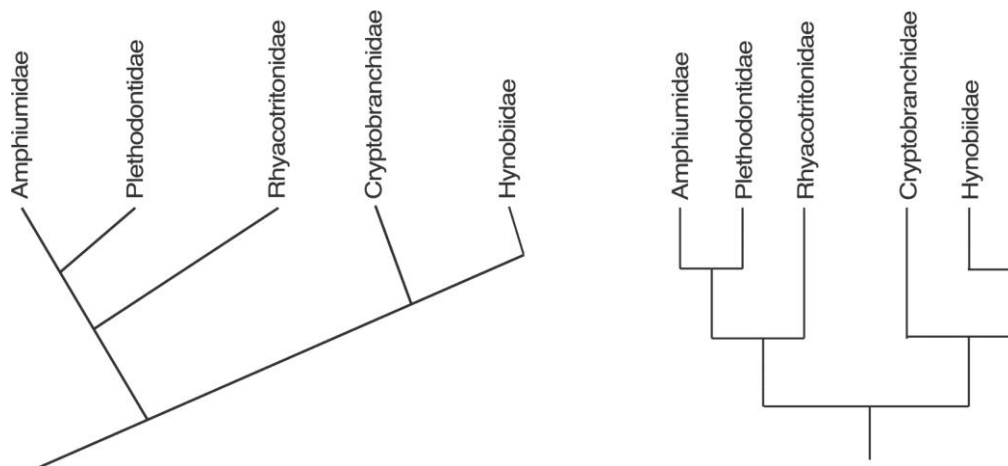 Amphiumidae
Plethodontidae
Rhyacotritonidae
Cryptobranchidae
Hynobiidae
Amphiumidae
Plethodontidae
Rhyacotritonidae
Cryptobranchidae
Hynobiidae